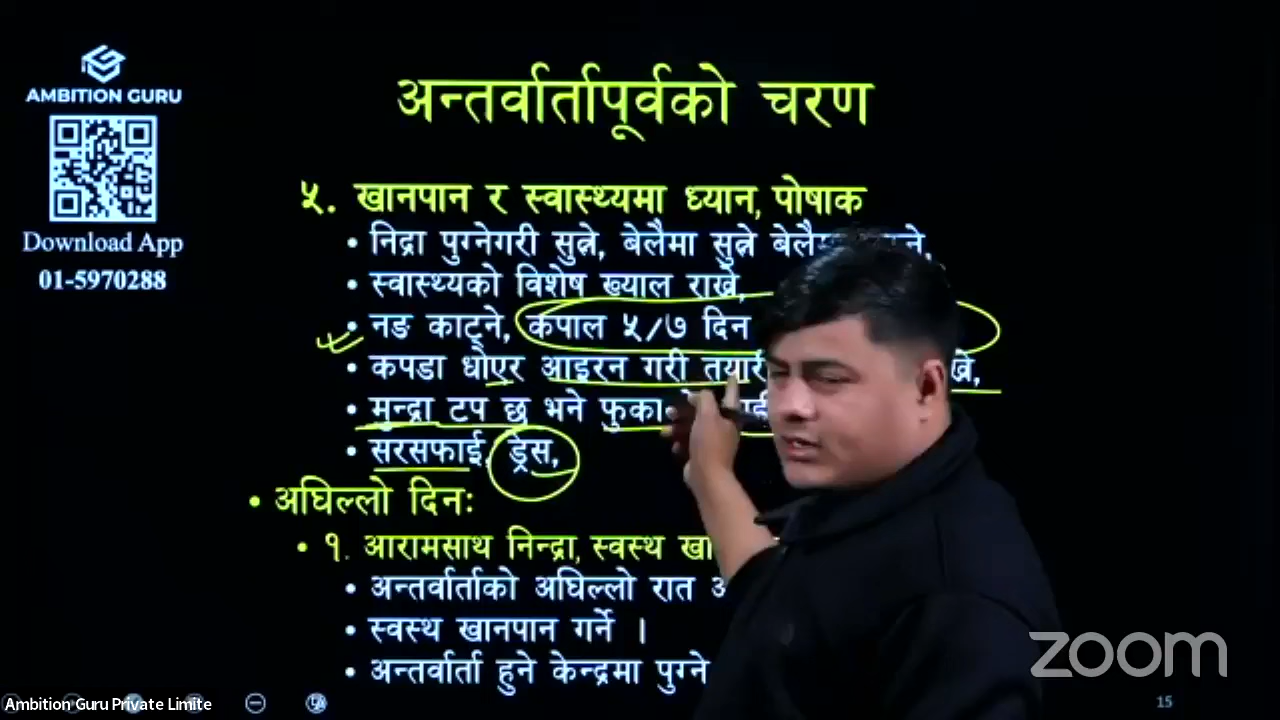 AMBITION GURU
Download App
01-5970288
अन्तर्वार्तापूर्वको चरण
५. खानपान र स्वास्थ्यमा ध्यान, पोषाक
• निद्रा पुग्नेगरी सुत्ने, बेलैमा सुत्ने
• स्वास्थ्यको विशेष ख्याल राख्ने,
• नङ काट्ने, कपाल ५/७ दिन
• कपडा धोएर आइरन गरी
• मुन्द्रा टप छ भने
• सरसफाई, ड्रेस,
• अघिल्लो दिनः
• १. आरामसाथ निन्द्रा, स्वस्थ
• अन्तर्वार्ताको अघिल्लो रात
• स्वस्थ खानपान गर्ने ।
• अन्तर्वार्ता हुने केन्द्रमा पुग्ने
zoom
Ambition Guru Private Limite
15